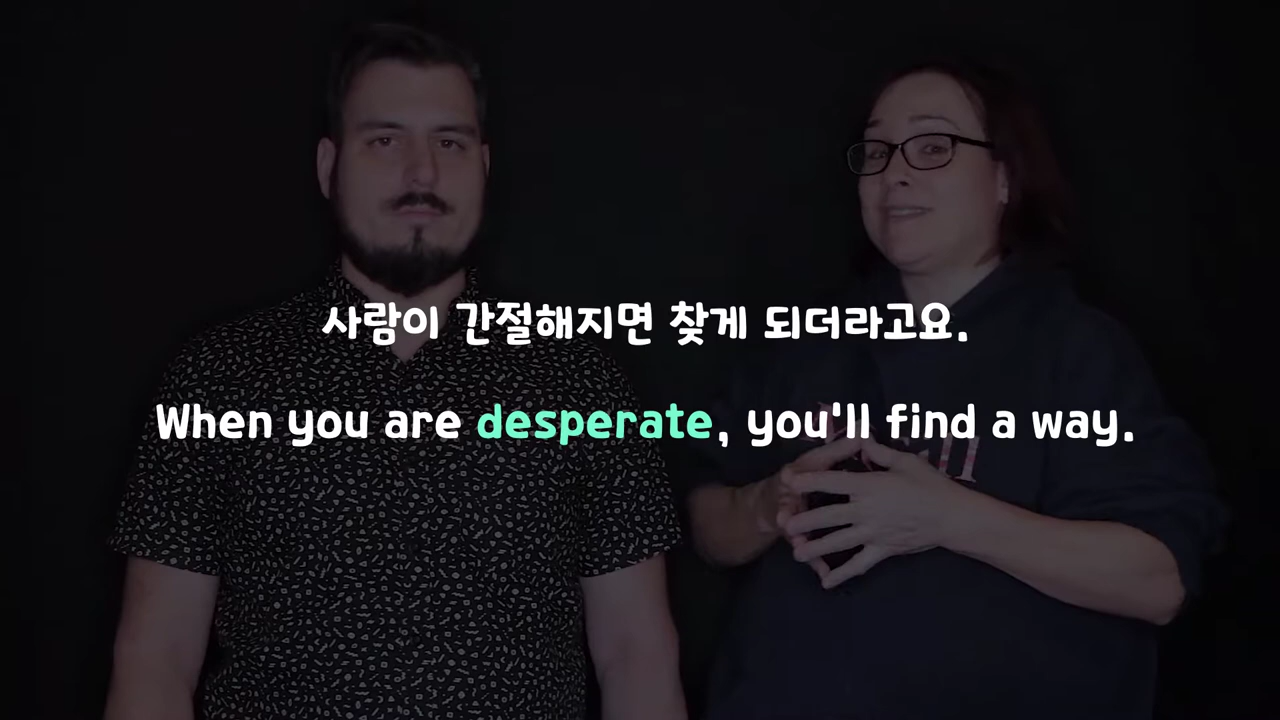 사람이 간절해지면 찾게 되더라고요.
When you are desperate, you'll find a way.